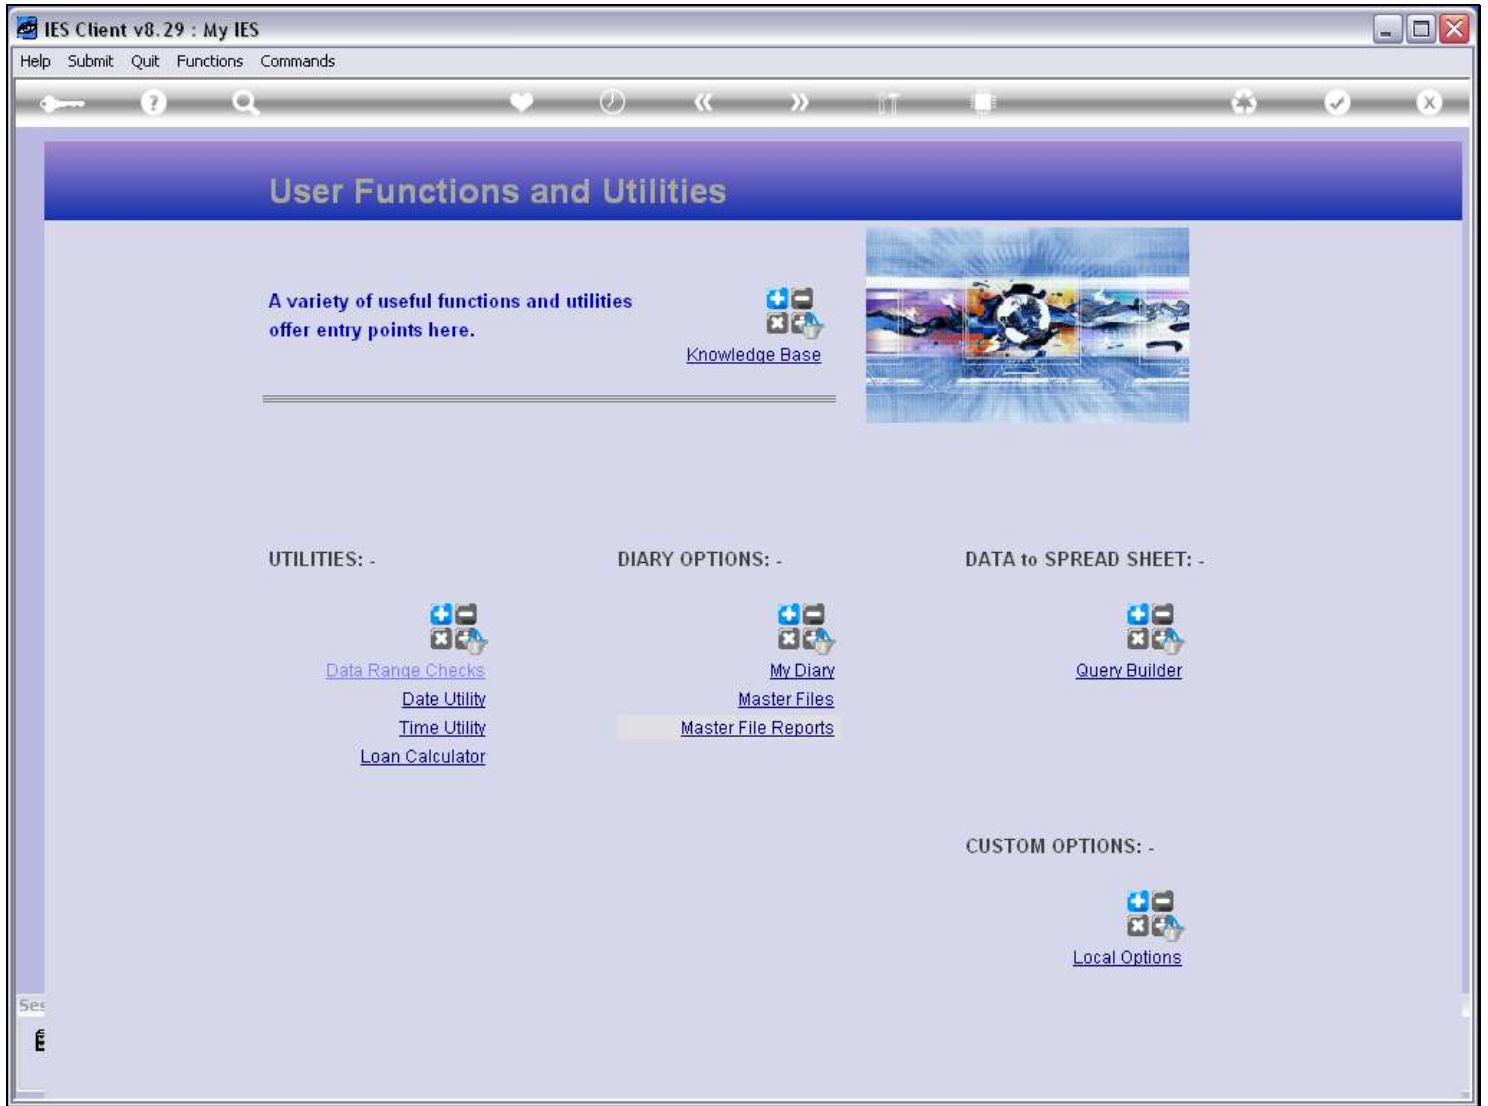 IES Client v8.29 : My IES
Help Submit Quit Functions Commands
User Functions and Utilities
A variety of useful functions and utilities
offer entry points here.
Knowledge Base
UTILITIES: -
Data Range Checks
Date Utility
Time Utility
Loan Calculator
DIARY OPTIONS: -
My Diary
Master Files
Master File Reports
DATA to SPREAD SHEET: -
Query Builder
CUSTOM OPTIONS: -
Local Options